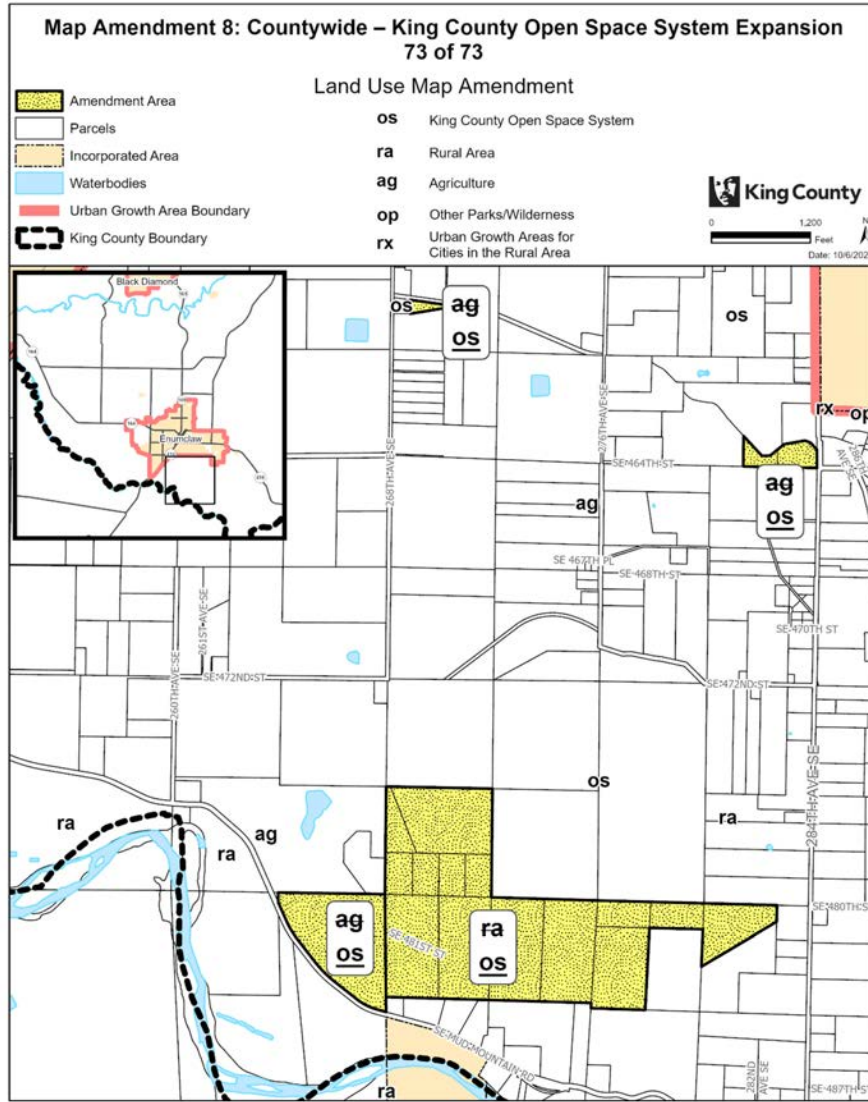 Map Amendment 8: Countywide – King County Open Space System Expansion
73 of 73
Land Use Map Amendment
Amendment Area
Parcels
Incorporated Area
Waterbodies
Urban Growth Area Boundary
King County Boundary
os King County Open Space System
ra Rural Area
ag Agriculture
op Other Parks/Wilderness
rx Urban Growth Areas for
Cities in the Rural Area
King County
0 1,200
Feet
N
Black Diamond
169
164
Enumclaw
410
os
ag
os
os
rx
op
268TH AVE SE
276TH AVE SE
SE 464TH ST
AVE SE
ag
os
ag
SE 467TH PL
SE 468TH ST
SE 470TH ST
261ST AVE SE
260TH AVE SE
SE 472ND ST
SE 472ND ST
284TH AVE SE
os
ra
ra
ag
ra
SE 480TH S
ag
os
SE 481ST ST
ra
os
SE MUD MOUNTAIN RD
282ND
AVE SE
SE 487TH ST
ra